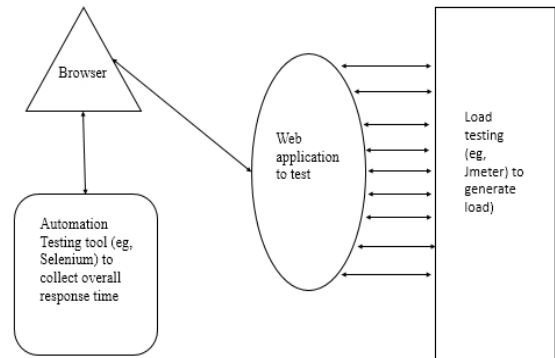 Browser
Automation
Testing tool (eg,
Selenium) to
collect overall
response time
Web
application
to test
Load
testing
(eg,
Jmeter) to
generate
load)